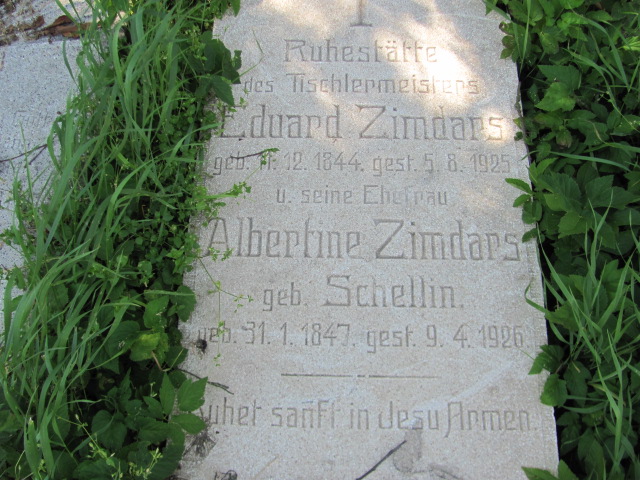 Ruhestätte
des Tischlermeisters
Eduard Zimdars
geb. 11. 12. 1844. gest. 5. 8. 1925.
u. seine Ehefrau
Albertine Zimdars
geb. Schellin.
geb. 31. 1. 1847. gest. 9. 4. 1926.
Ruhet sanft in Jesu Armen.